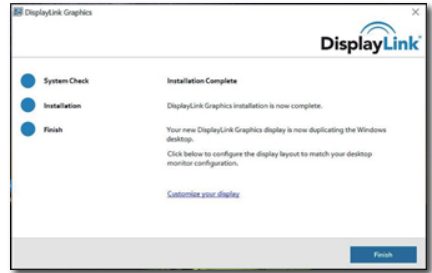 DisplayLink Graphics
DisplayLink
System Check
Installation Complete
Installation
DisplayLink Graphics installation is now complete.
Finish
Your new DisplayLink Graphics display is now duplicating the Windows
desktop.
Click below to configure the display layout to match your desktop
monitor configuration.
Customize your display
Finish